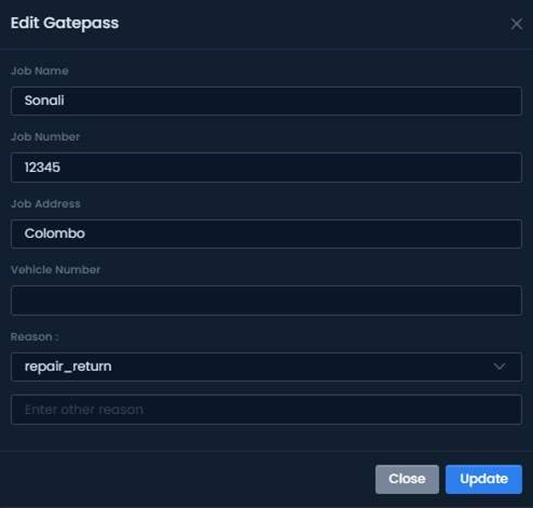 Edit Gatepass
Job Name
Sonali
Job Number
12345
Job Address
Colombo
Vehicle Number
Reason :
repair_return
Enter other reason
Close
Update